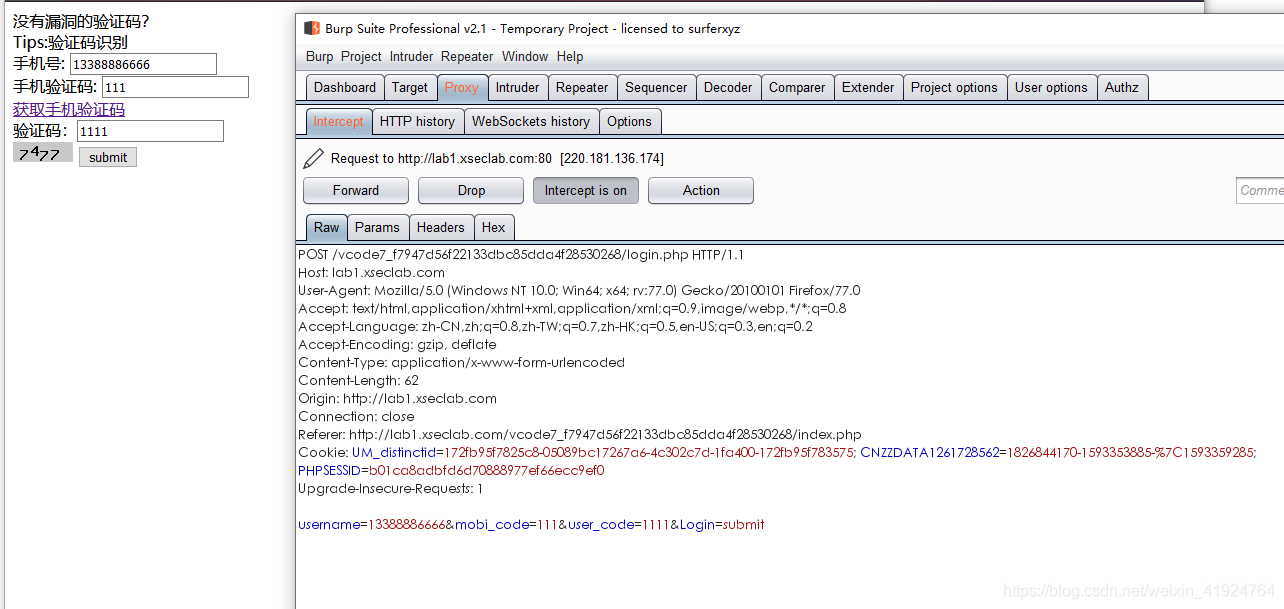 没有漏洞的验证码?
Tips:验证码识别
手机号: 13388886666
手机验证码: 111
获取手机验证码
验证码: 1111
7477 submit
Burp Suite Professional v2.1 - Temporary Project - licensed to surferxyz
Burp Project Intruder Repeater Window Help
Dashboard Target Proxy Intruder Repeater Sequencer Decoder Comparer Extender Project options User options Authz
Intercept HTTP history WebSockets history Options
Request to http://lab1.xseclab.com:80 [220.181.136.174]
Forward Drop Intercept is on Action Comme
Raw Params Headers Hex
POST /vcode7_f7947d56f22133dbc85dda4f28530268/login.php HTTP/1.1
Host: lab1.xseclab.com
User-Agent: Mozilla/5.0 (Windows NT 10.0; Win64; x64; rv:77.0) Gecko/20100101 Firefox/77.0
Accept: text/html,application/xhtml+xml,application/xml;q=0.9,image/webp,*/*;q=0.8
Accept-Language: zh-CN,zh;q=0.8,zh-TW;q=0.7,zh-HK;q=0.5,en-US;q=0.3,en;q=0.2
Accept-Encoding: gzip, deflate
Content-Type: application/x-www-form-urlencoded
Content-Length: 62
Origin: http://lab1.xseclab.com
Connection: close
Referer: http://lab1.xseclab.com/vcode7_f7947d56f22133dbc85dda4f28530268/index.php
Cookie: UM_distinctid=172fb95f7825c8-05089bc17267a6-4c302c7d-1fa400-172fb95f783575; CNZZDATA1261728562=1826844170-1593353885-%7C1593359285;
PHPSESSID=b01ca8adbfd6d70888977ef66ecc9ef0
Upgrade-Insecure-Requests: 1
username=13388886666&mobi_code=111&user_code=1111&Login=submit
https://blog.csdn.net/weixin_41924764